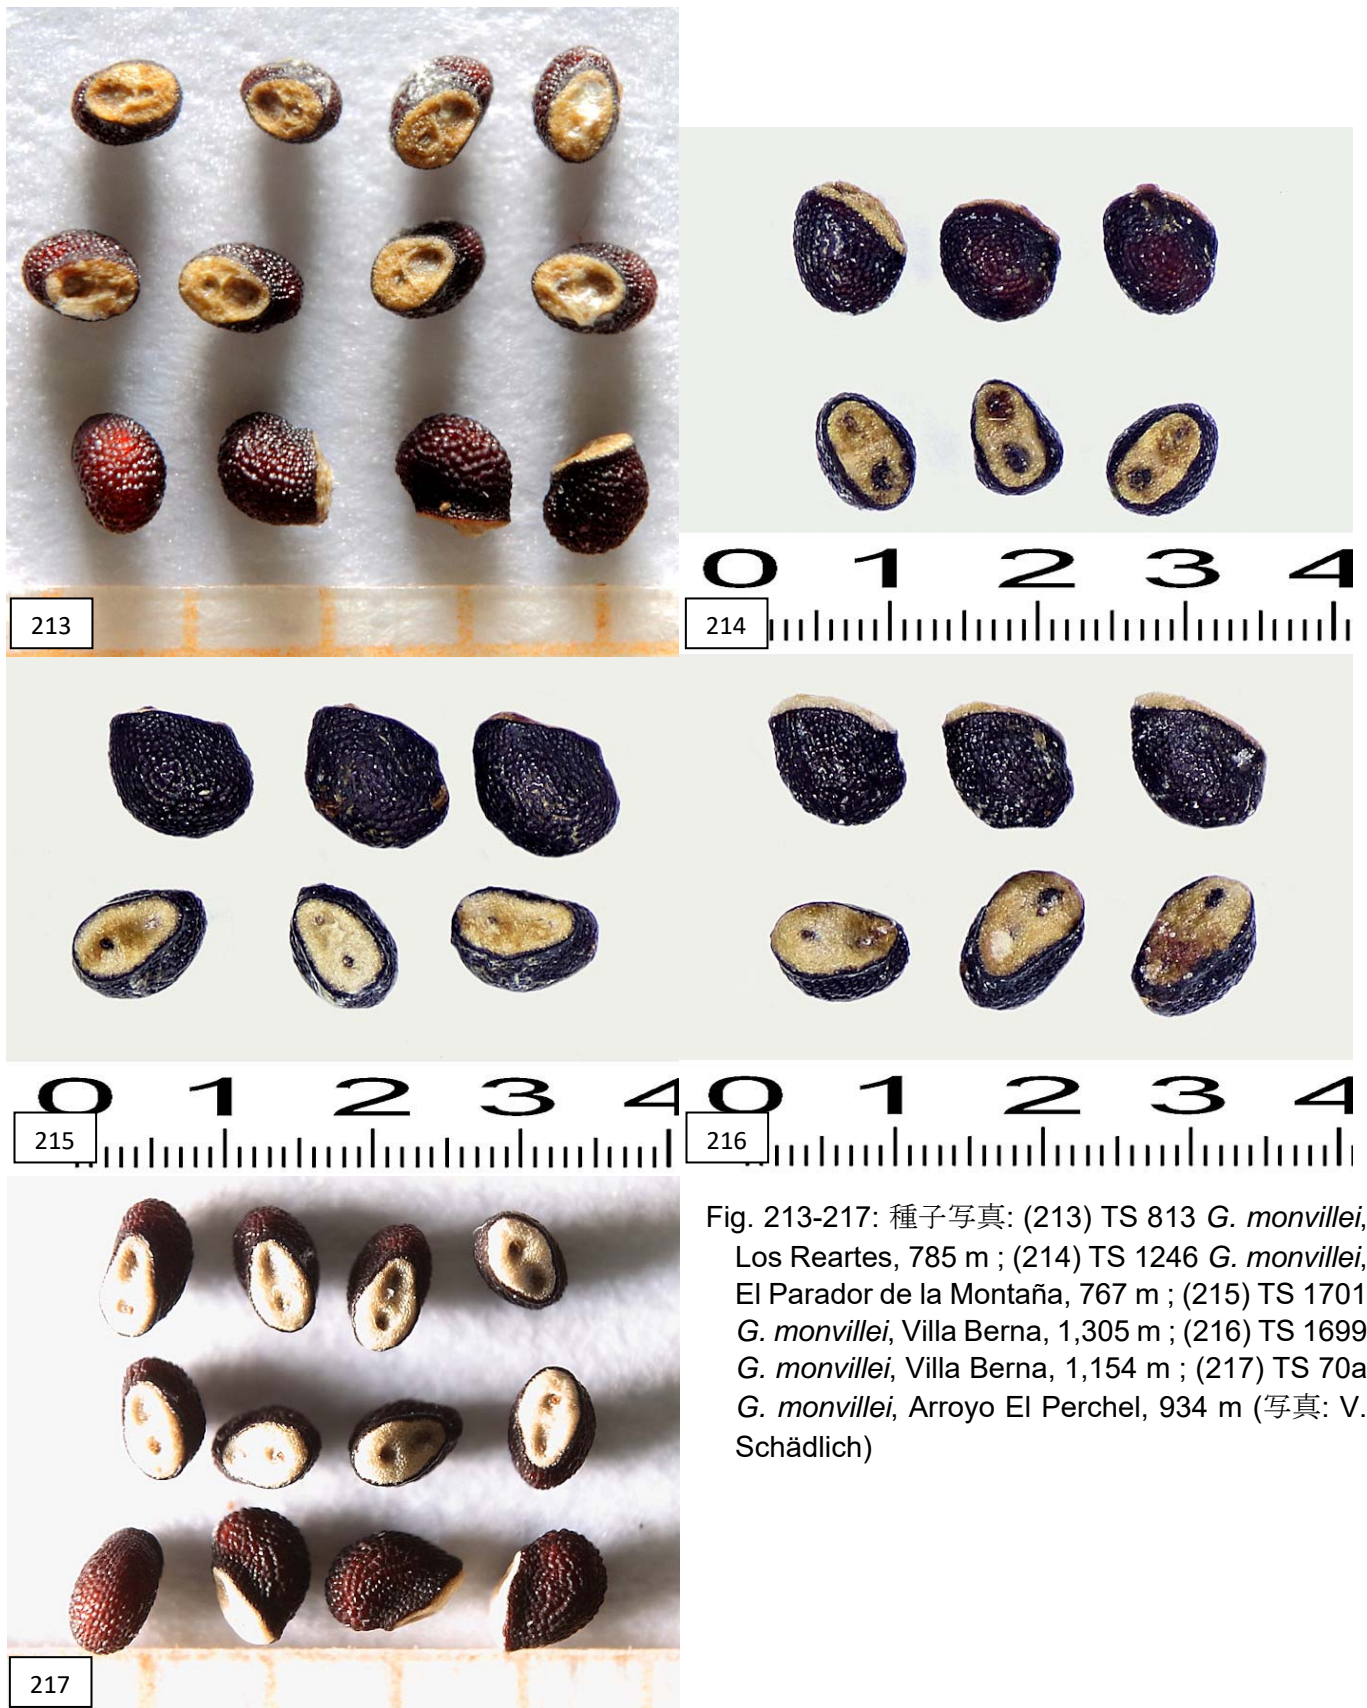 213
0 1 2 3 4
214
0 1 2 3 4
215
0 1 2 3 4
216
217
Fig. 213-217: 種子写真: (213) TS 813 G. monvillei,
Los Reartes, 785 m ; (214) TS 1246 G. monvillei,
El Parador de la Montaña, 767 m ; (215) TS 1701
G. monvillei, Villa Berna, 1,305 m ; (216) TS 1699
G. monvillei, Villa Berna, 1,154 m ; (217) TS 70a
G. monvillei, Arroyo El Perchel, 934 m (写真: V.
Schädlich)